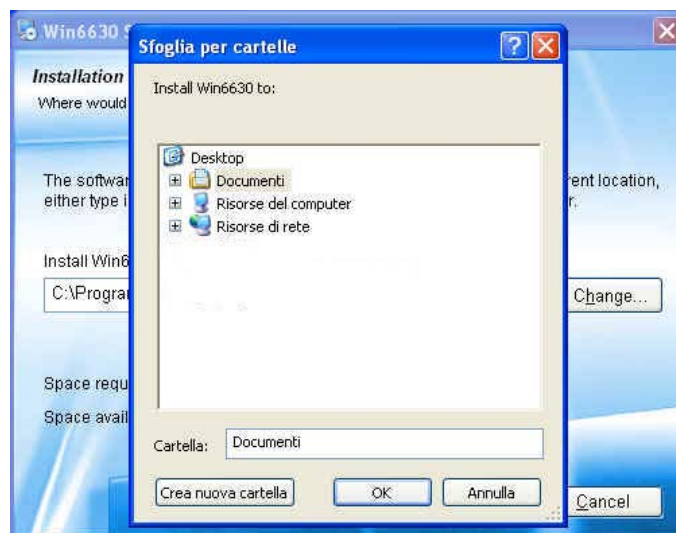 Win6630 S
Sfoglia per cartelle
Installation
Where would
Install Win6630 to:
Desktop
Documenti
Risorse del computer
Risorse di rete
The softwar
rent location,
either type i
r.
Install Win6
C:\Program
Change...
Space requ
Space avail
Cartella: Documenti
Crea nuova cartella OK Annulla
Cancel